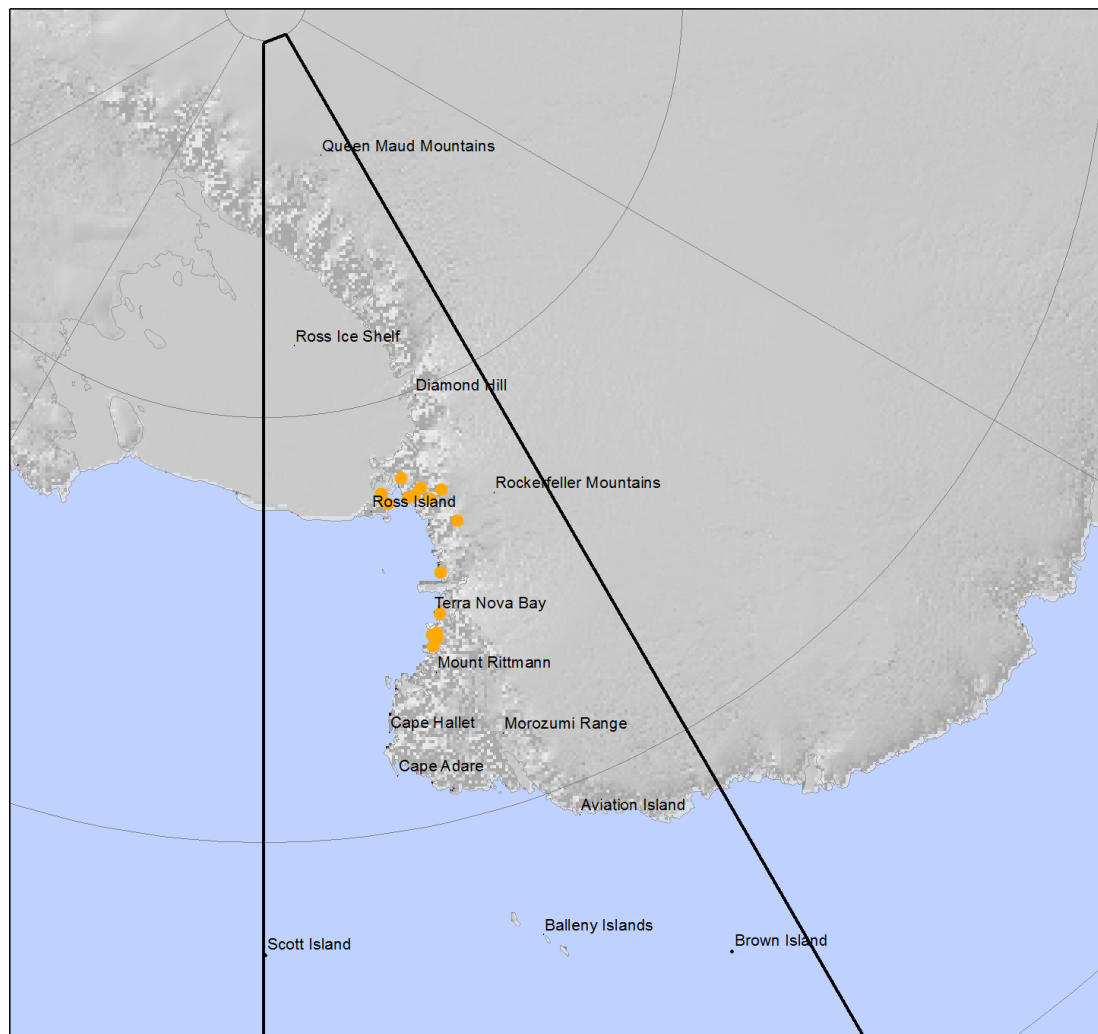 Queen Maud Mountains
Ross Ice Shelf
Diamond Hill
Rockerfeller Mountains
Ross Island
Terra Nova Bay
Mount Rittmann
Cape Hallet
Morozumi Range
Cape Adare
Aviation Island
Balleny Islands
Brown Island
Scott Island